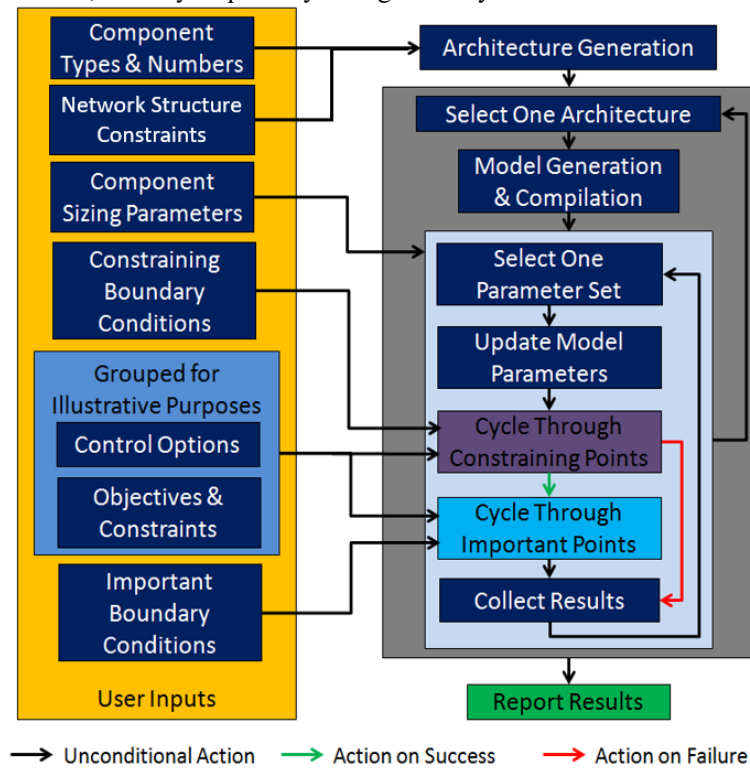 Component
Types & Numbers
Network Structure
Constraints
Component
Sizing Parameters
Constraining
Boundary
Conditions
Grouped for
Illustrative Purposes
Control Options
Objectives &
Constraints
Important
Boundary
Conditions
User Inputs
Architecture Generation
Select One Architecture
Model Generation
& Compilation
Select One
Parameter Set
Update Model
Parameters
Cycle Through
Constraining Points
Cycle Through
Important Points
Collect Results
Report Results
Unconditional Action
Action on Success
Action on Failure